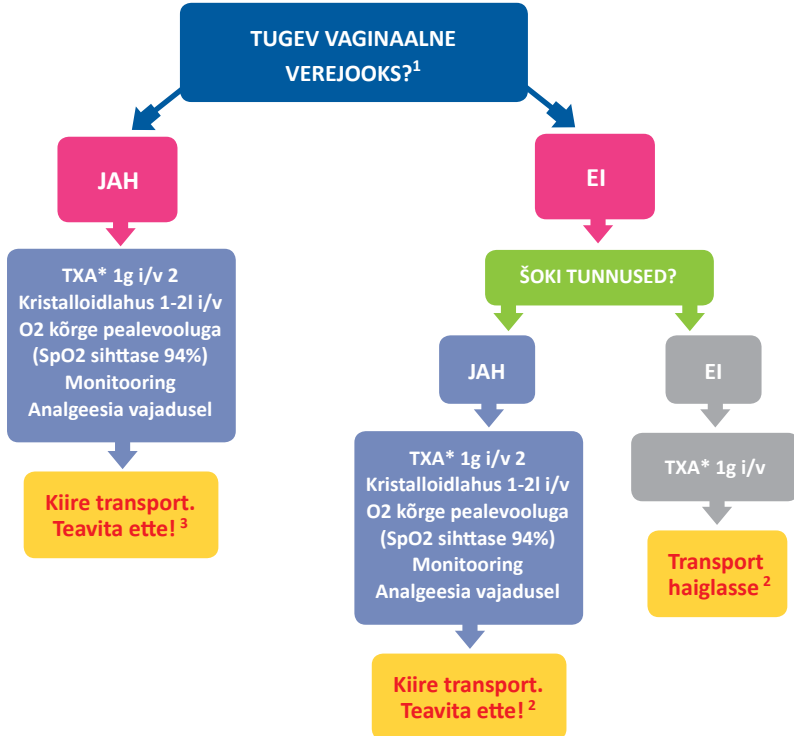 TUGEV VAGINAALNE
VEREJOOKS?¹
JAH
TXA* 1g i/v 2
Kristalloidlahus 1-2l i/v
O2 kõrge pealevooluga
(SpO2 sihttase 94%)
Monitooring
Analgeesia vajadusel
Kiire transport.
Teavita ette! ³
EI
ŠOKI TUNNUSED?
JAH
TXA* 1g i/v 2
Kristalloidlahus 1-2l i/v
O2 kõrge pealevooluga
(SpO2 sihttase 94%)
Monitooring
Analgeesia vajadusel
Kiire transport.
Teavita ette! ²
EI
TXA* 1g i/v
Transport
haiglasse ²